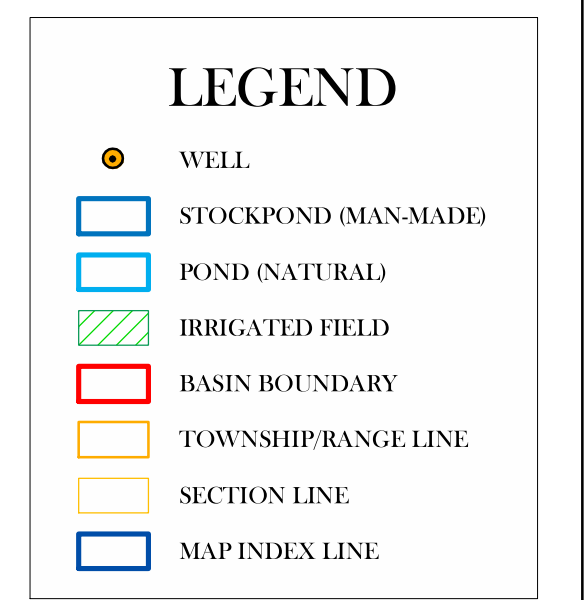 LEGEND
WELL
STOCKPOND (MAN-MADE)
POND (NATURAL)
IRRIGATED FIELD
BASIN BOUNDARY
TOWNSHIP/RANGE LINE
SECTION LINE
MAP INDEX LINE